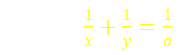 1/x + 1/y = 1/a